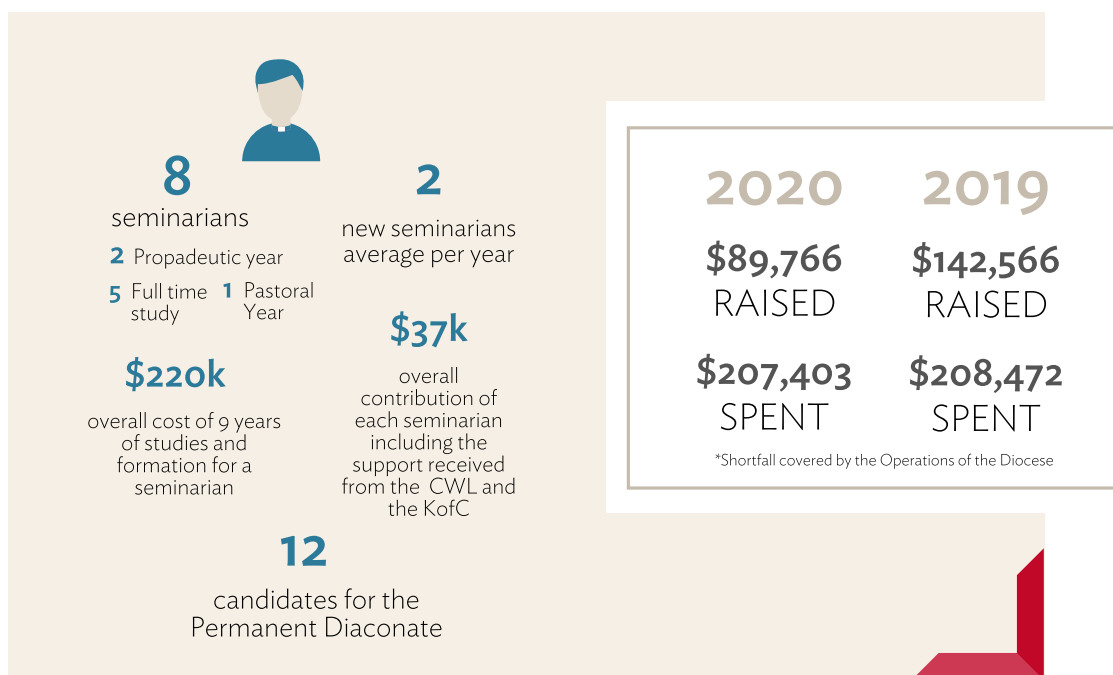 8
seminarians
2 Propadeutic year
5 Full time
study
1 Pastoral
Year
2
new seminarians
average per year
$220k
overall cost of 9 years
of studies and
formation for a
seminarian
$37k
overall
contribution of
each seminarian
including the
support received
from the CWL and
the KofC
12
candidates for the
Permanent Diaconate
2020
$89,766
RAISED
$207,403
SPENT
2019
$142,566
RAISED
$208,472
SPENT
*Shortfall covered by the Operations of the Diocese